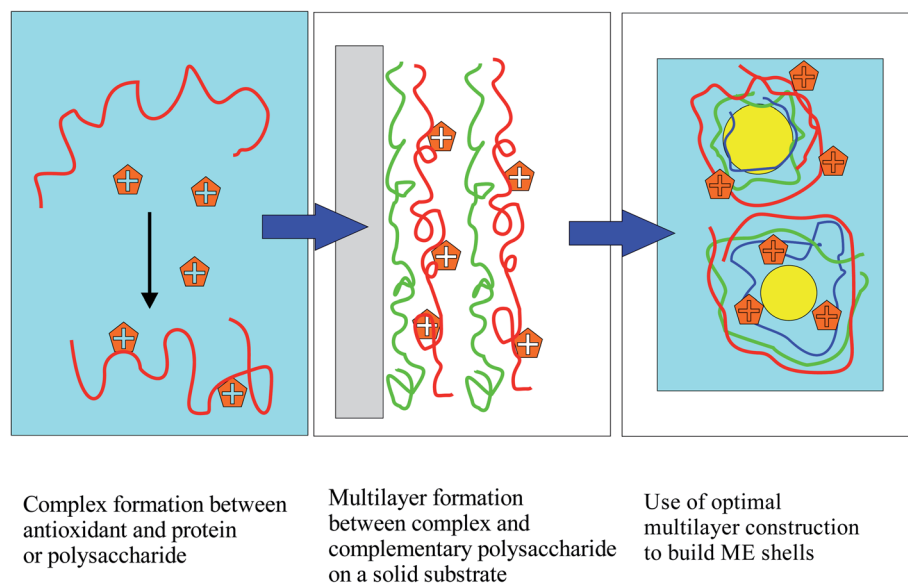 Complex formation between
antioxidant and protein
or polysaccharide
Multilayer formation
between complex and
complementary polysaccharide
on a solid substrate
Use of optimal
multilayer construction
to build ME shells